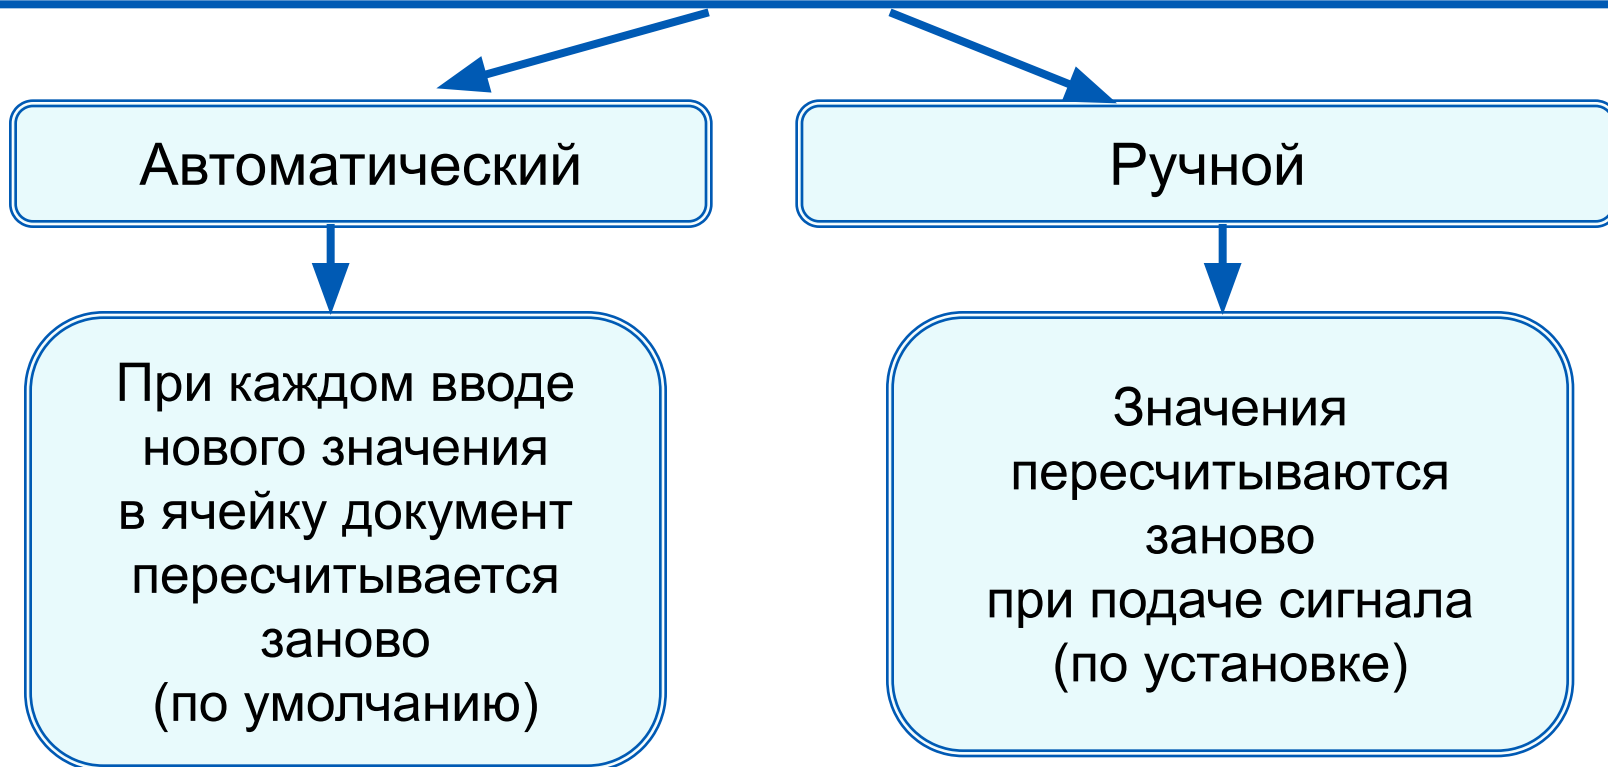 Автоматический
Ручной
При каждом вводе
нового значения
в ячейку документ
пересчитывается
заново
(по умолчанию)
Значения
пересчитываются
заново
при подаче сигнала
(по установке)